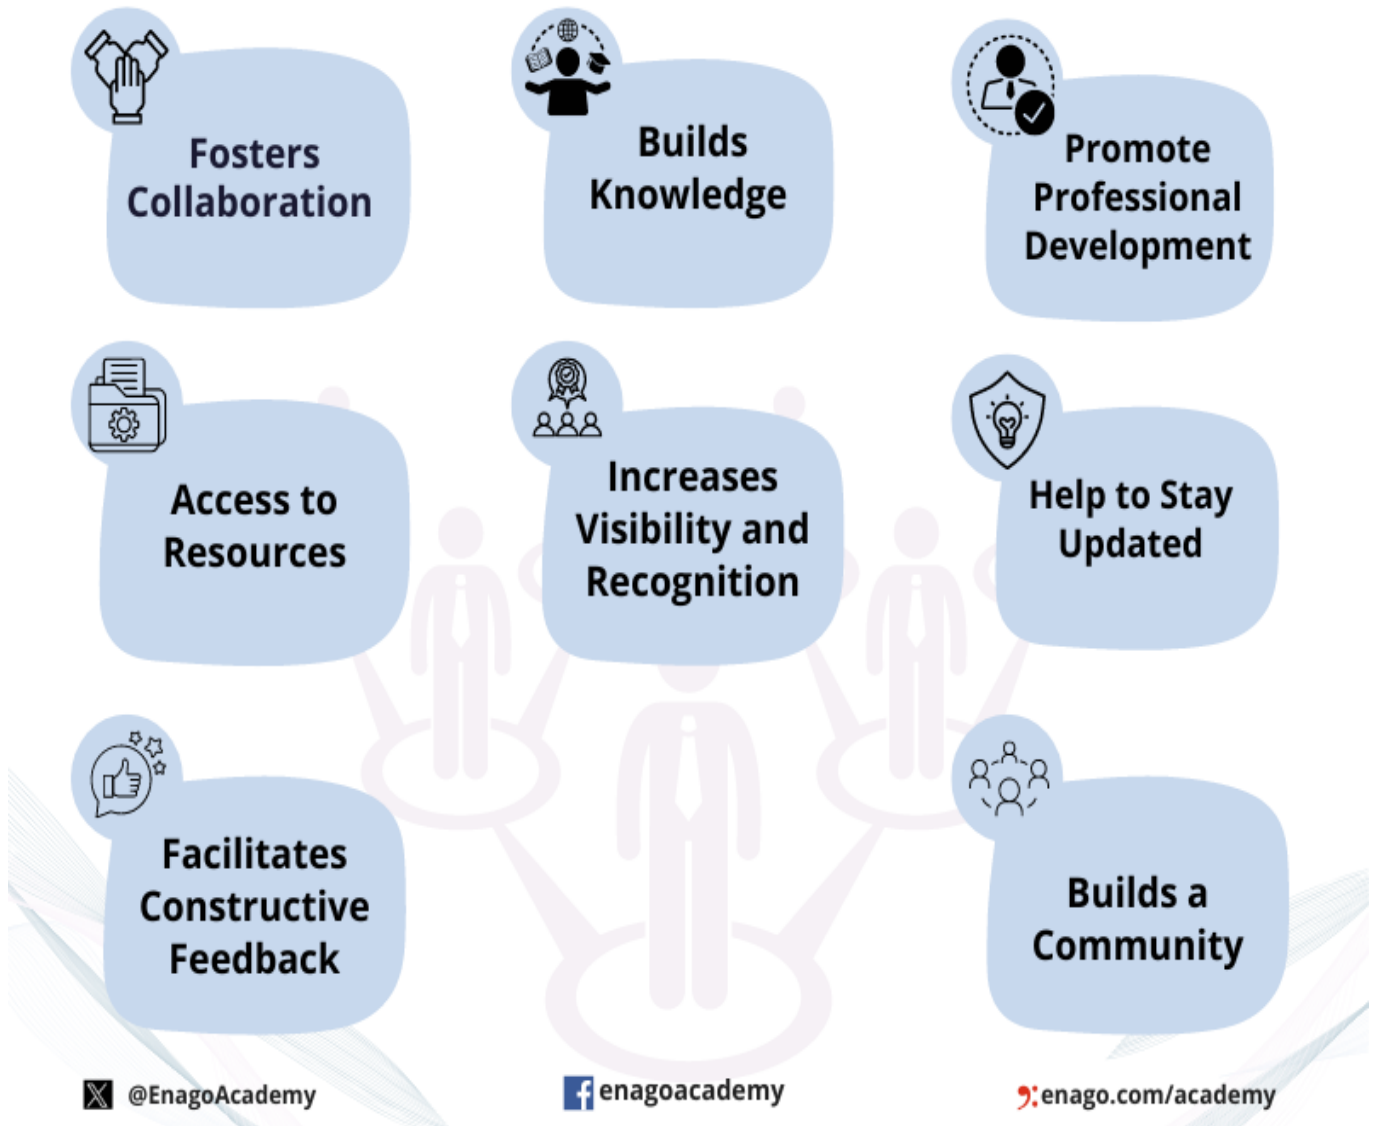 Fosters
Collaboration
Builds
Knowledge
Promote
Professional
Development
Access to
Resources
Increases
Visibility and
Recognition
Help to Stay
Updated
Facilitates
Constructive
Feedback
Builds a
Community
@EnagoAcademy
enagoacademy
enago.com/academy